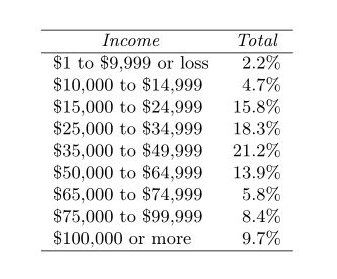 Income Total
$1 to $9,999 or loss 2.2%
$10,000 to $14,999 4.7%
$15,000 to $24,999 15.8%
$25,000 to $34,999 18.3%
$35,000 to $49,999 21.2%
$50,000 to $64,999 13.9%
$65,000 to $74,999 5.8%
$75,000 to $99,999 8.4%
$100,000 or more 9.7%